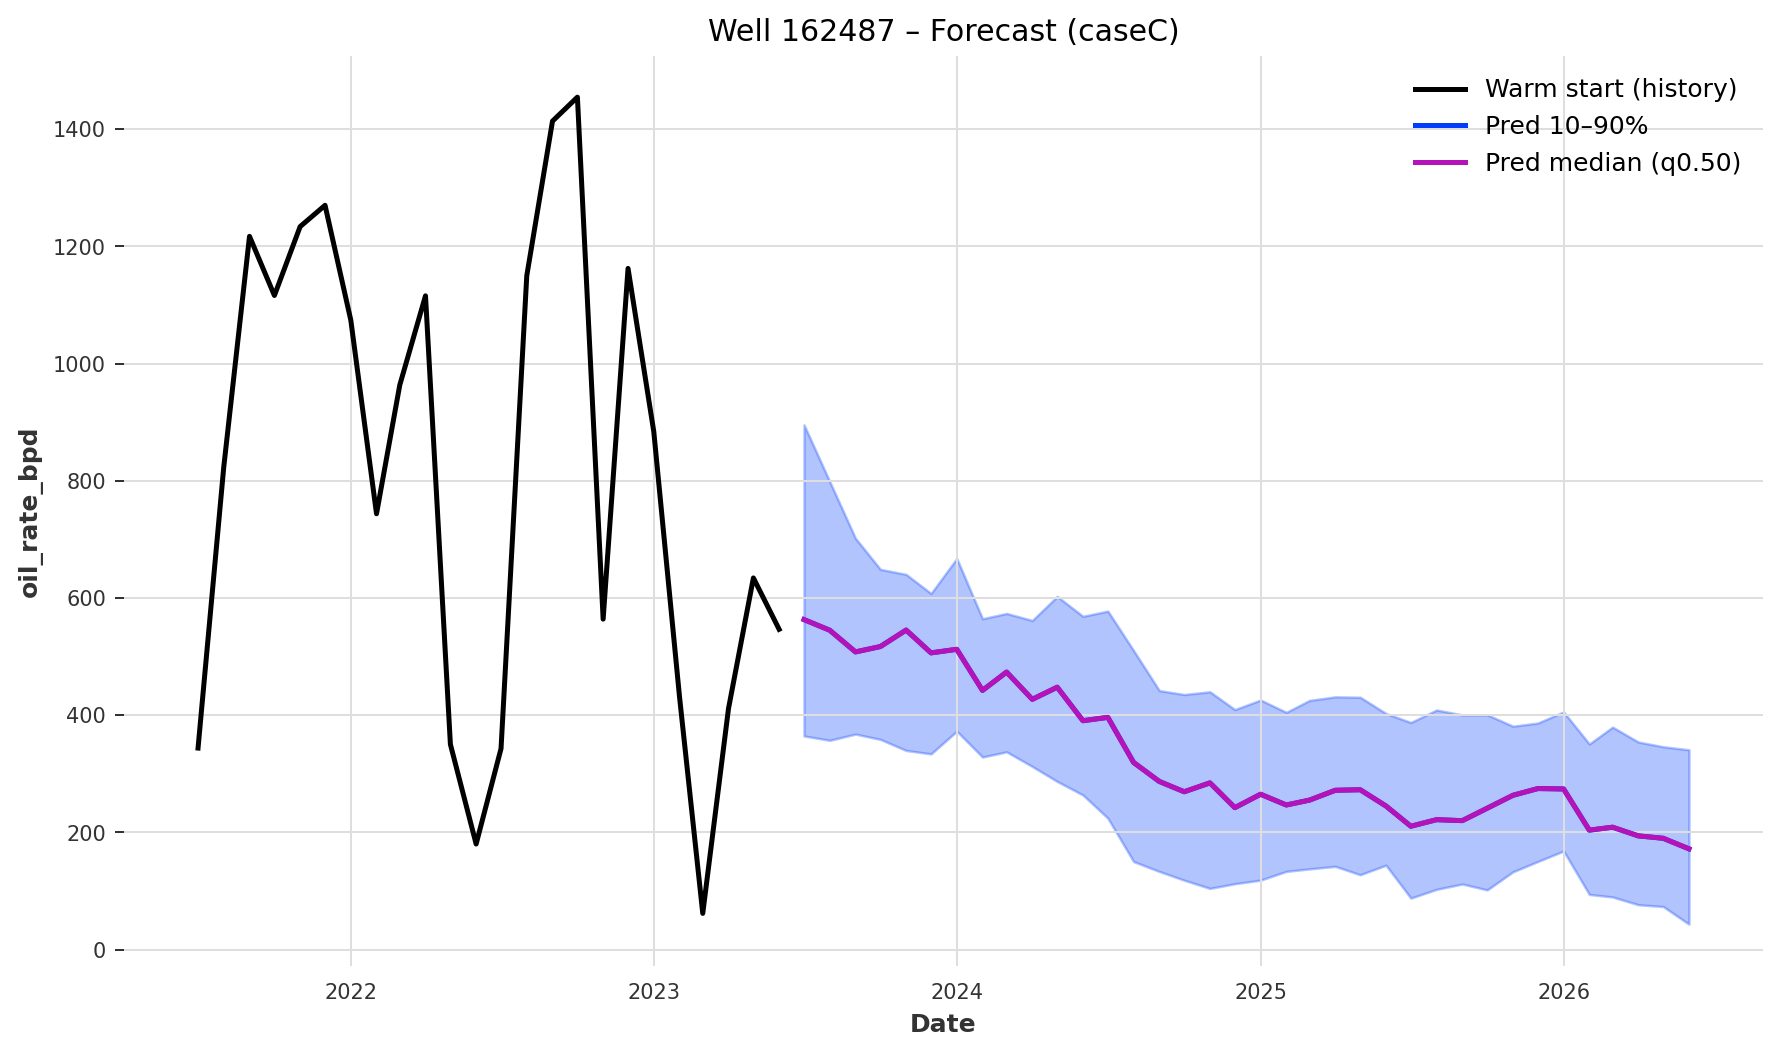 Well 162487 – Forecast (caseC)
Warm start (history)
Pred 10–90%
Pred median (q0.50)
oil_rate_bpd
1400
1200
1000
800
600
400
200
0
2022
2023
2024
2025
2026
Date